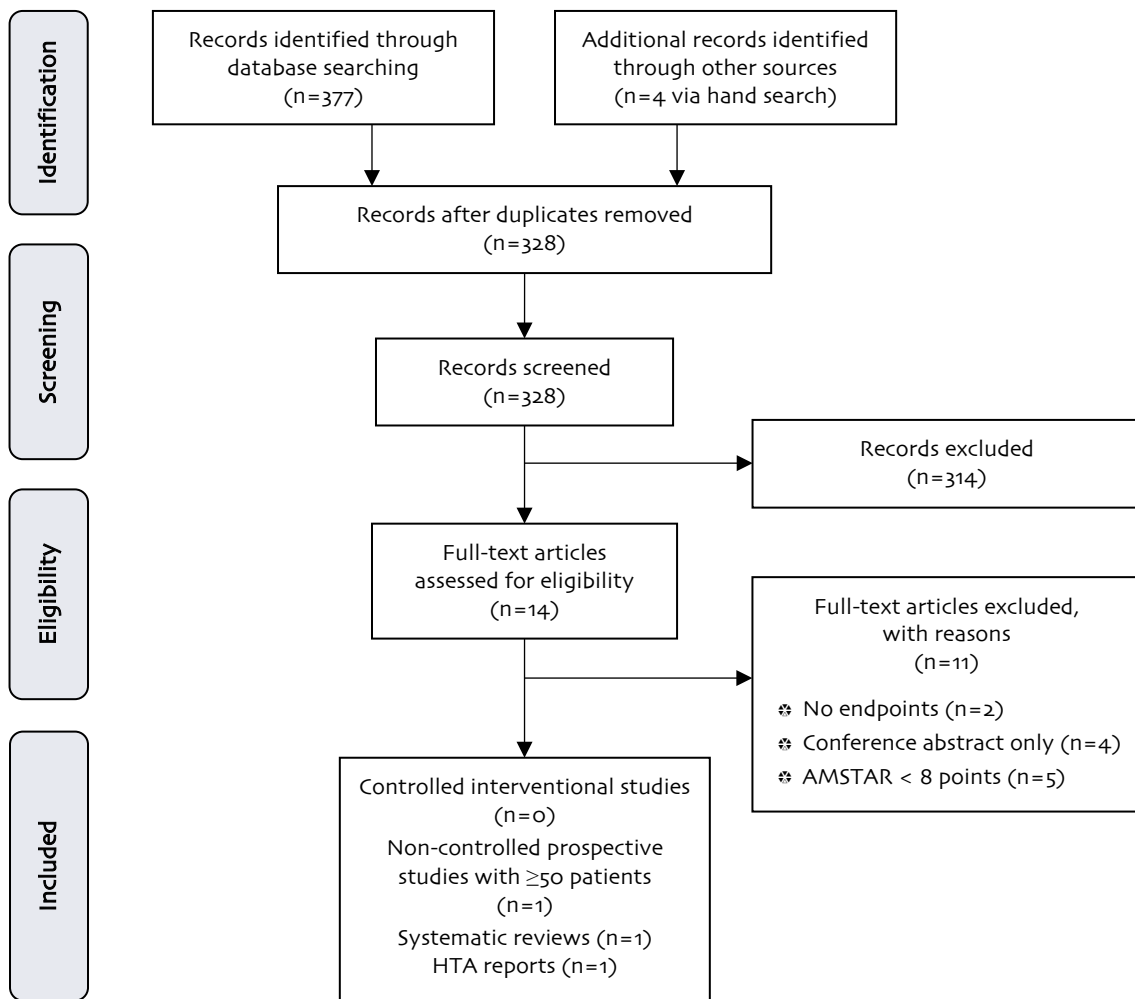 Identification
Records identified through
database searching
(n=377)
Additional records identified
through other sources
(n=4 via hand search)
Records after duplicates removed
(n=328)
Screening
Records screened
(n=328)
Records excluded
(n=314)
Eligibility
Full-text articles
assessed for eligibility
(n=14)
Full-text articles excluded,
with reasons
(n=11)
No endpoints (n=2)
Conference abstract only (n=4)
AMSTAR < 8 points (n=5)
Included
Controlled interventional studies
(n=0)
Non-controlled prospective
studies with ≥50 patients
(n=1)
Systematic reviews (n=1)
HTA reports (n=1)